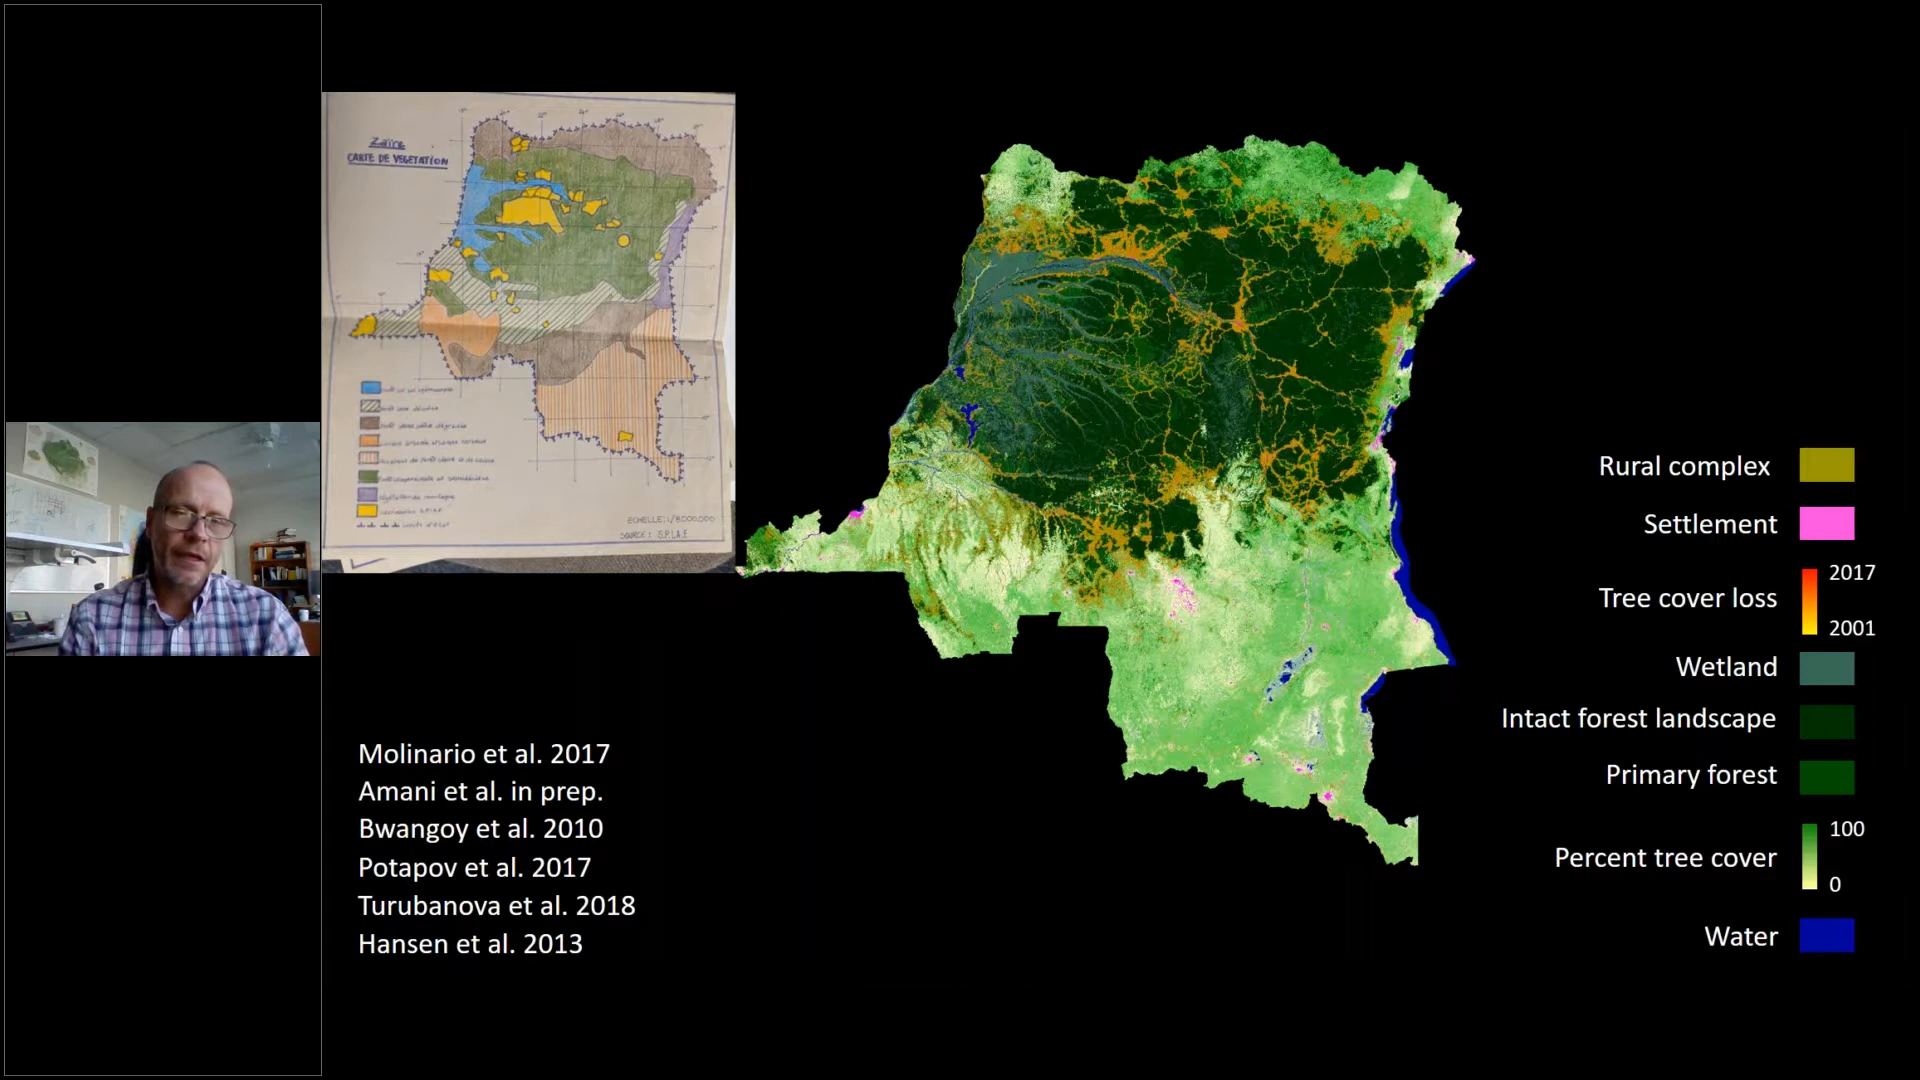 Zaïre
CARTE DE VEGETATION
ECHELLE: 1/8000.000
SOURCE: S.P.I.A.F
Molinario et al. 2017
Amani et al. in prep.
Bwangoy et al. 2010
Potapov et al. 2017
Turubanova et al. 2018
Hansen et al. 2013
Rural complex
Settlement
2017
Tree cover loss
2001
Wetland
Intact forest landscape
Primary forest
100
Percent tree cover
0
Water